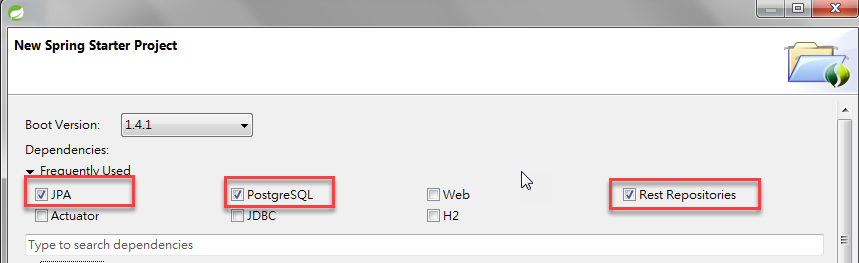 New Spring Starter Project
Boot Version: 1.4.1
Dependencies:
Frequently Used
JPA PostgreSQL Web Rest Repositories
Actuator JDBC H2
Type to search dependencies